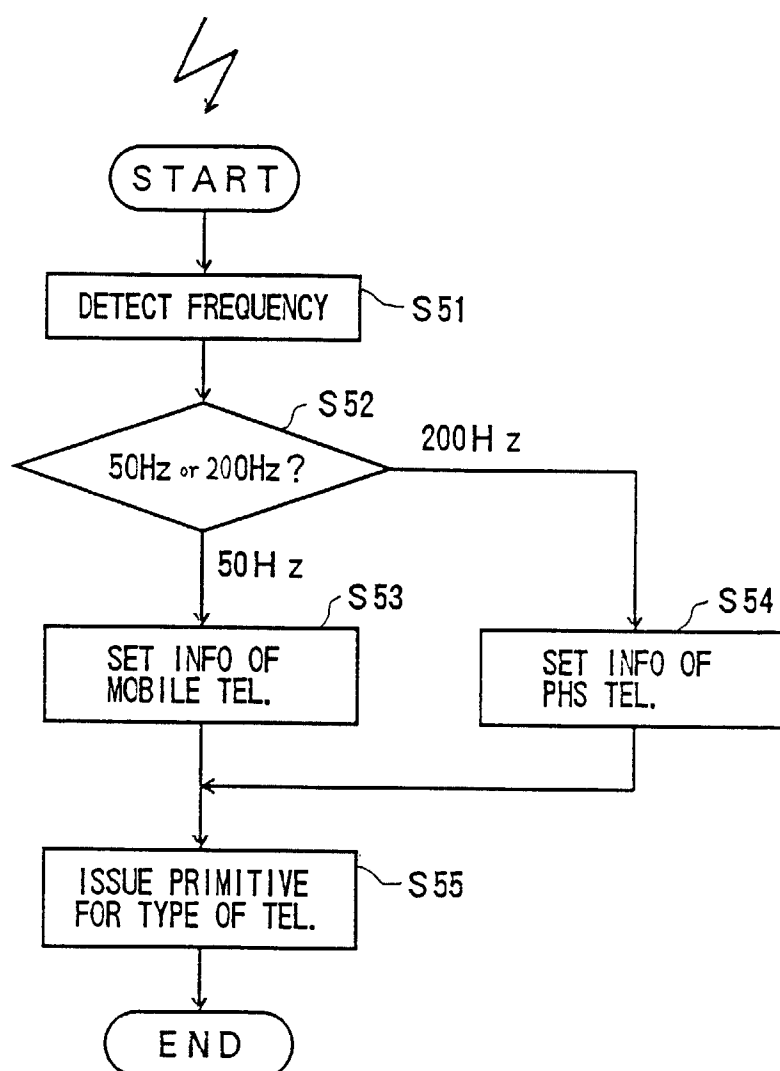 START
DETECT FREQUENCY
S51
S52
50Hz or 200Hz?
200Hz
50Hz
S53
SET INFO OF
MOBILE TEL.
S54
SET INFO OF
PHS TEL.
ISSUE PRIMITIVE
FOR TYPE OF TEL.
S55
END